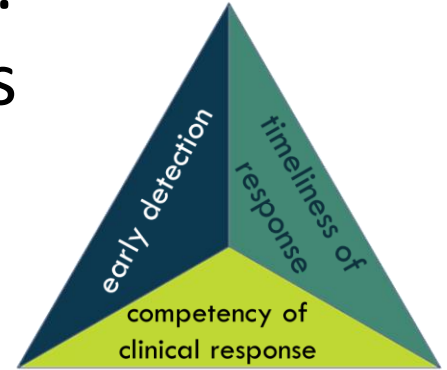 s
early detection
timeliness of
response
competency of
clinical response